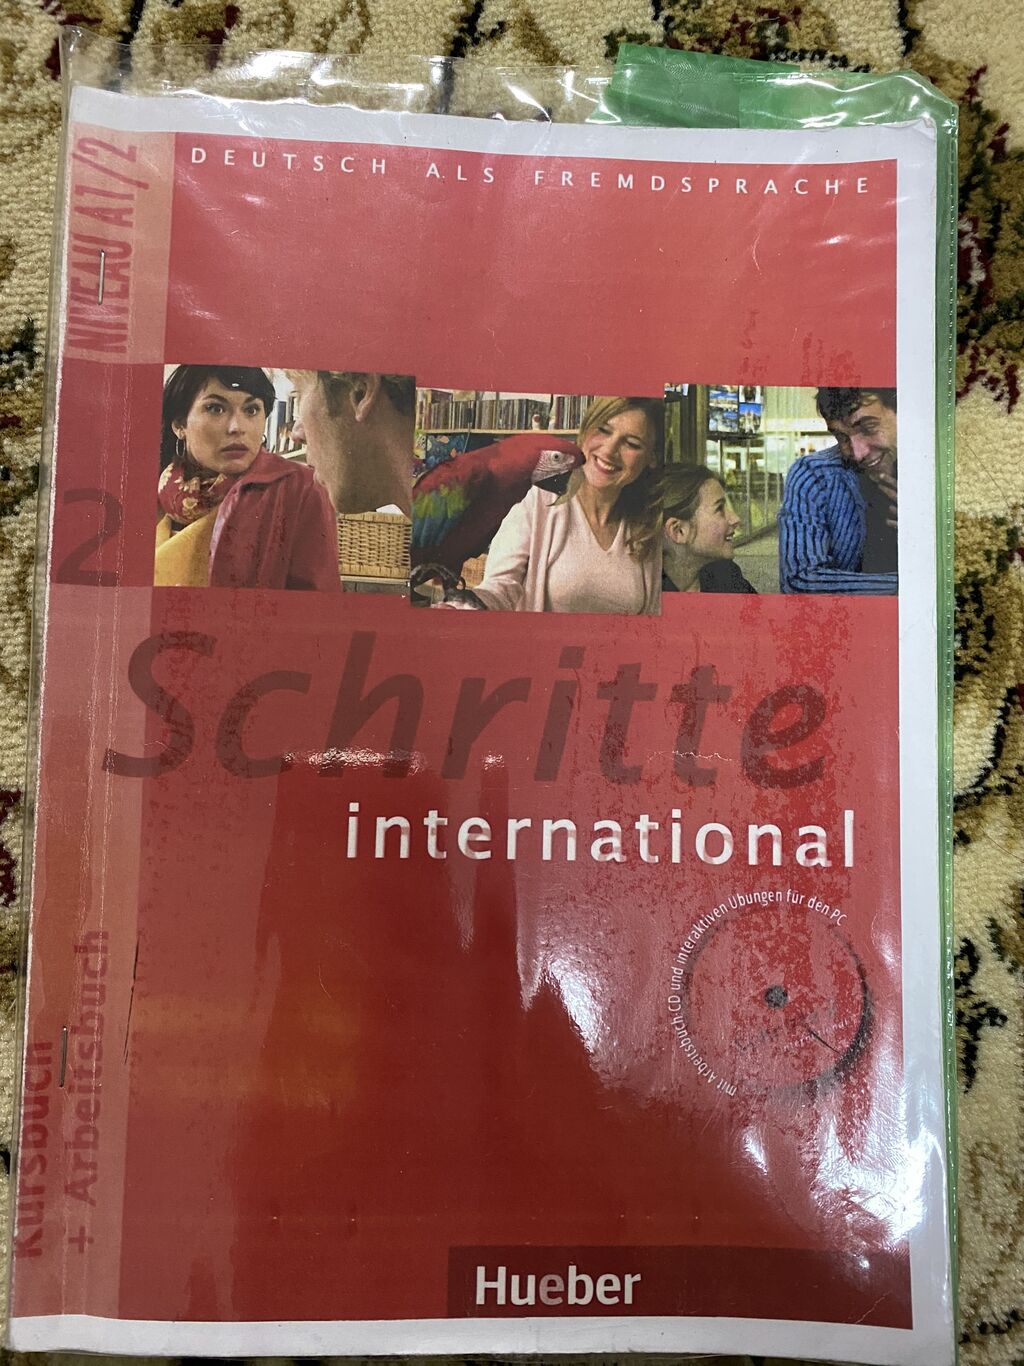 DEUTSCH ALS FREMDSPRACHE
NIVEAU A1/2
2
Schritte
international
mit Arbeitsbuch-CD und interaktiven Übungen für den PC
Kursbuch
+ Arbeitsbuch
Hueber